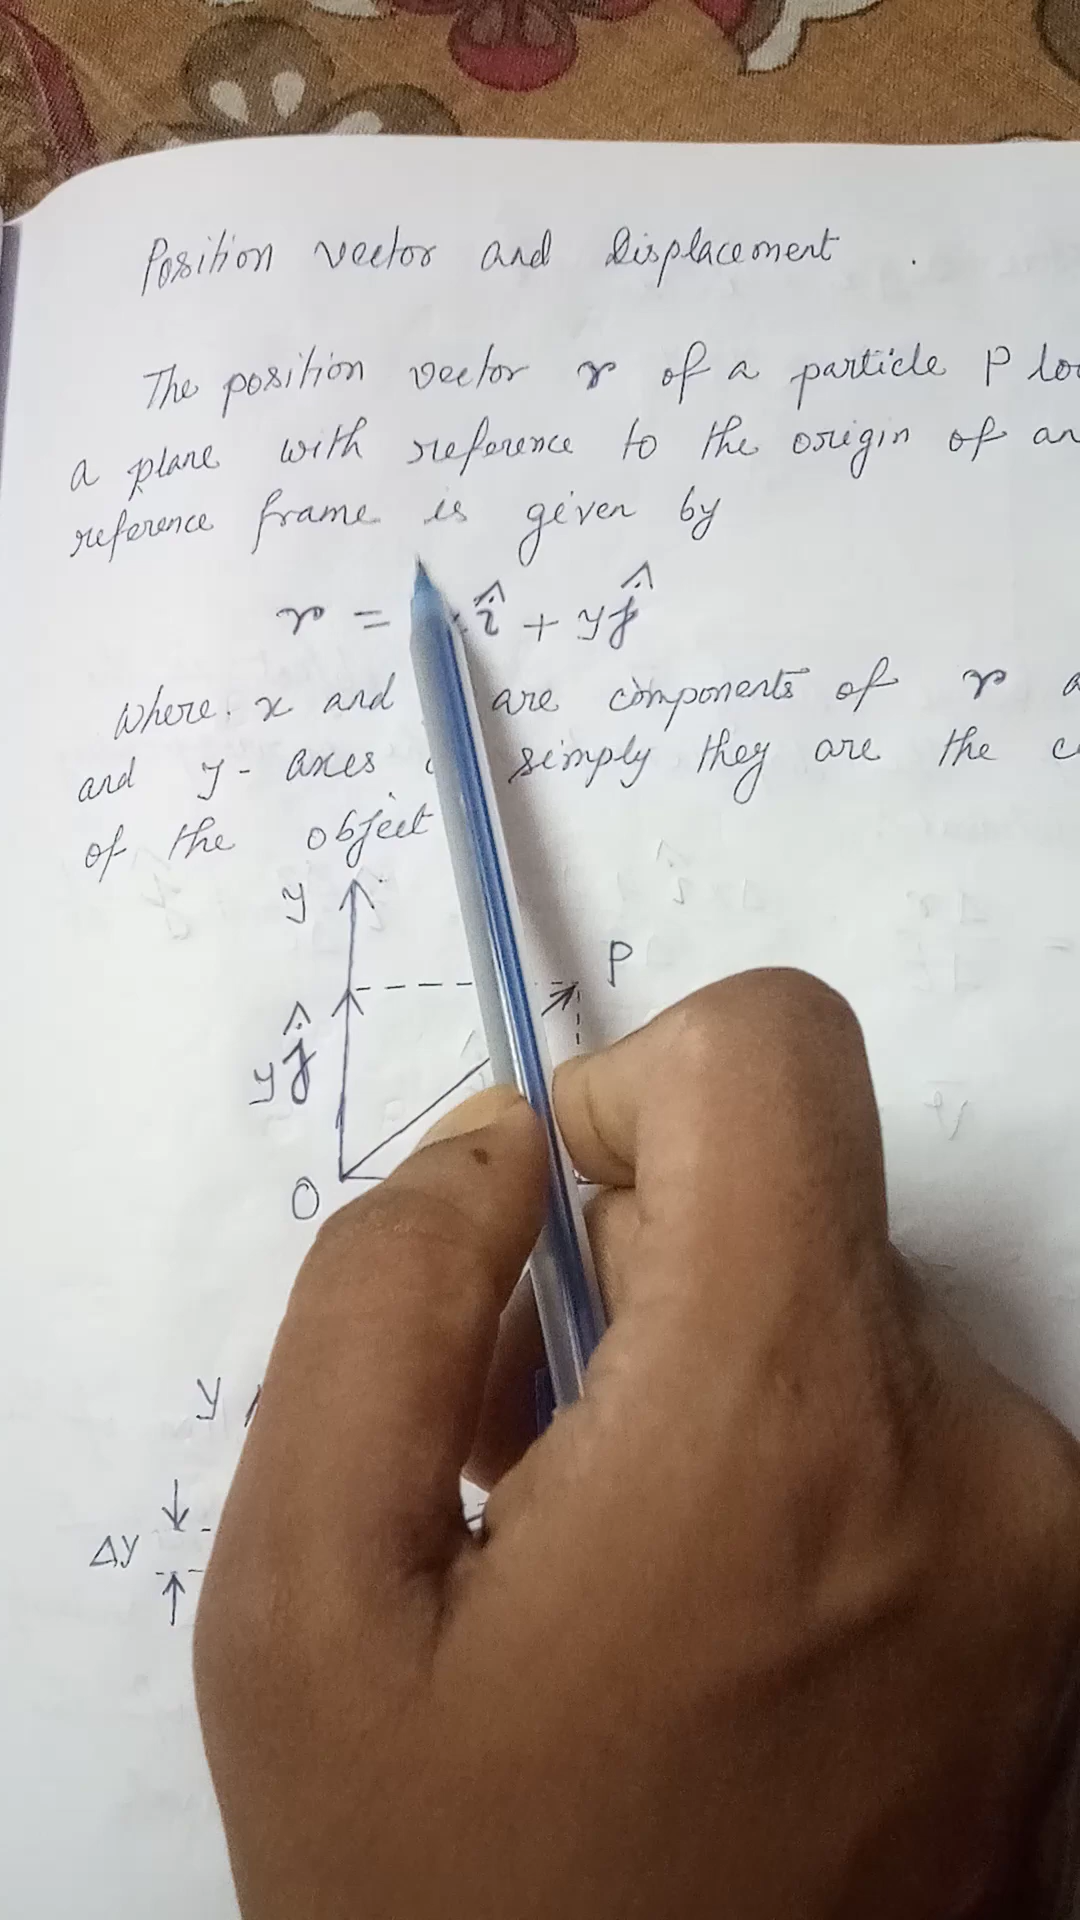 Position vector and Displacement.
The position vector r of a particle P
a plane with reference to the origin of
reference frame is given by
r = î + yĵ
where x and are components of r
and y- axes simply they are the
of the object
y
P
yĵ
O
y
Δy